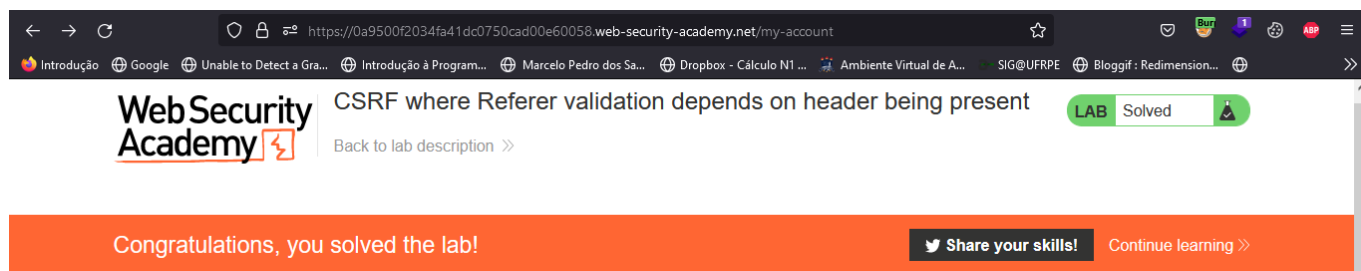 https://0a9500f2034fa41dc0750cad00e60058.web-security-academy.net/my-account
Burj
1
ABP
Introdução Google Unable to Detect a Gra... Introdução à Program... Marcelo Pedro dos Sa... Dropbox - Cálculo N1 ... Ambiente Virtual de A... SIG@UFRPE Bloggif : Redimension...
Web Security
Academy
CSRF where Referer validation depends on header being present
LAB Solved
Back to lab description
Congratulations, you solved the lab!
Share your skills!
Continue learning